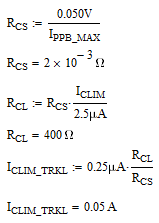 R_CS := 0.050V / I_PPB_MAX
R_CS = 2 × 10^-3 Ω
R_CL := R_CS · I_CLIM / 2.5μA
R_CL = 400 Ω
I_CLIM_TRKL := 0.25μA · R_CL / R_CS
I_CLIM_TRKL = 0.05 A